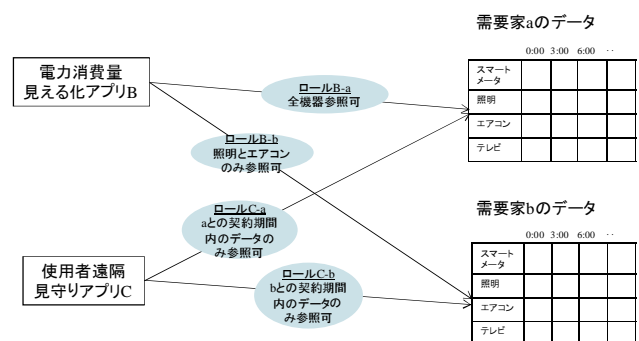 需要家aのデータ
0:00 3:00 6:00 ‥
スマート
メータ
照明
エアコン
テレビ
電力消費量
見える化アプリB
ロールB-a
全機器参照可
ロールB-b
照明とエアコン
のみ参照可
ロールC-a
aとの契約期間
内のデータの
み参照可
使用者遠隔
見守りアプリC
ロールC-b
bとの契約期間
内のデータの
み参照可
需要家bのデータ
0:00 3:00 6:00 ‥
スマート
メータ
照明
エアコン
テレビ